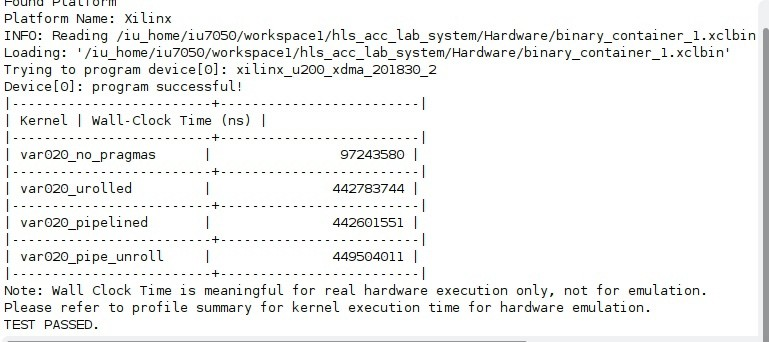 Found Platform
Platform Name: Xilinx
INFO: Reading /iu_home/iu7050/workspace1/hls_acc_lab_system/Hardware/binary_container_1.xclbin
Loading: '/iu_home/iu7050/workspace1/hls_acc_lab_system/Hardware/binary_container_1.xclbin'
Trying to program device[0]: xilinx_u200_xdma_201830_2
Device[0]: program successful!
|-------------------------+-------------------------|
| Kernel | Wall-Clock Time (ns) |
|-------------------------+-------------------------|
| var020_no_pragmas | 97243580 |
|-------------------------+-------------------------|
| var020_urolled | 442783744 |
|-------------------------+-------------------------|
| var020_pipelined | 442601551 |
|-------------------------+-------------------------|
| var020_pipe_unroll | 449504011 |
|-------------------------+-------------------------|
Note: Wall Clock Time is meaningful for real hardware execution only, not for emulation.
Please refer to profile summary for kernel execution time for hardware emulation.
TEST PASSED.